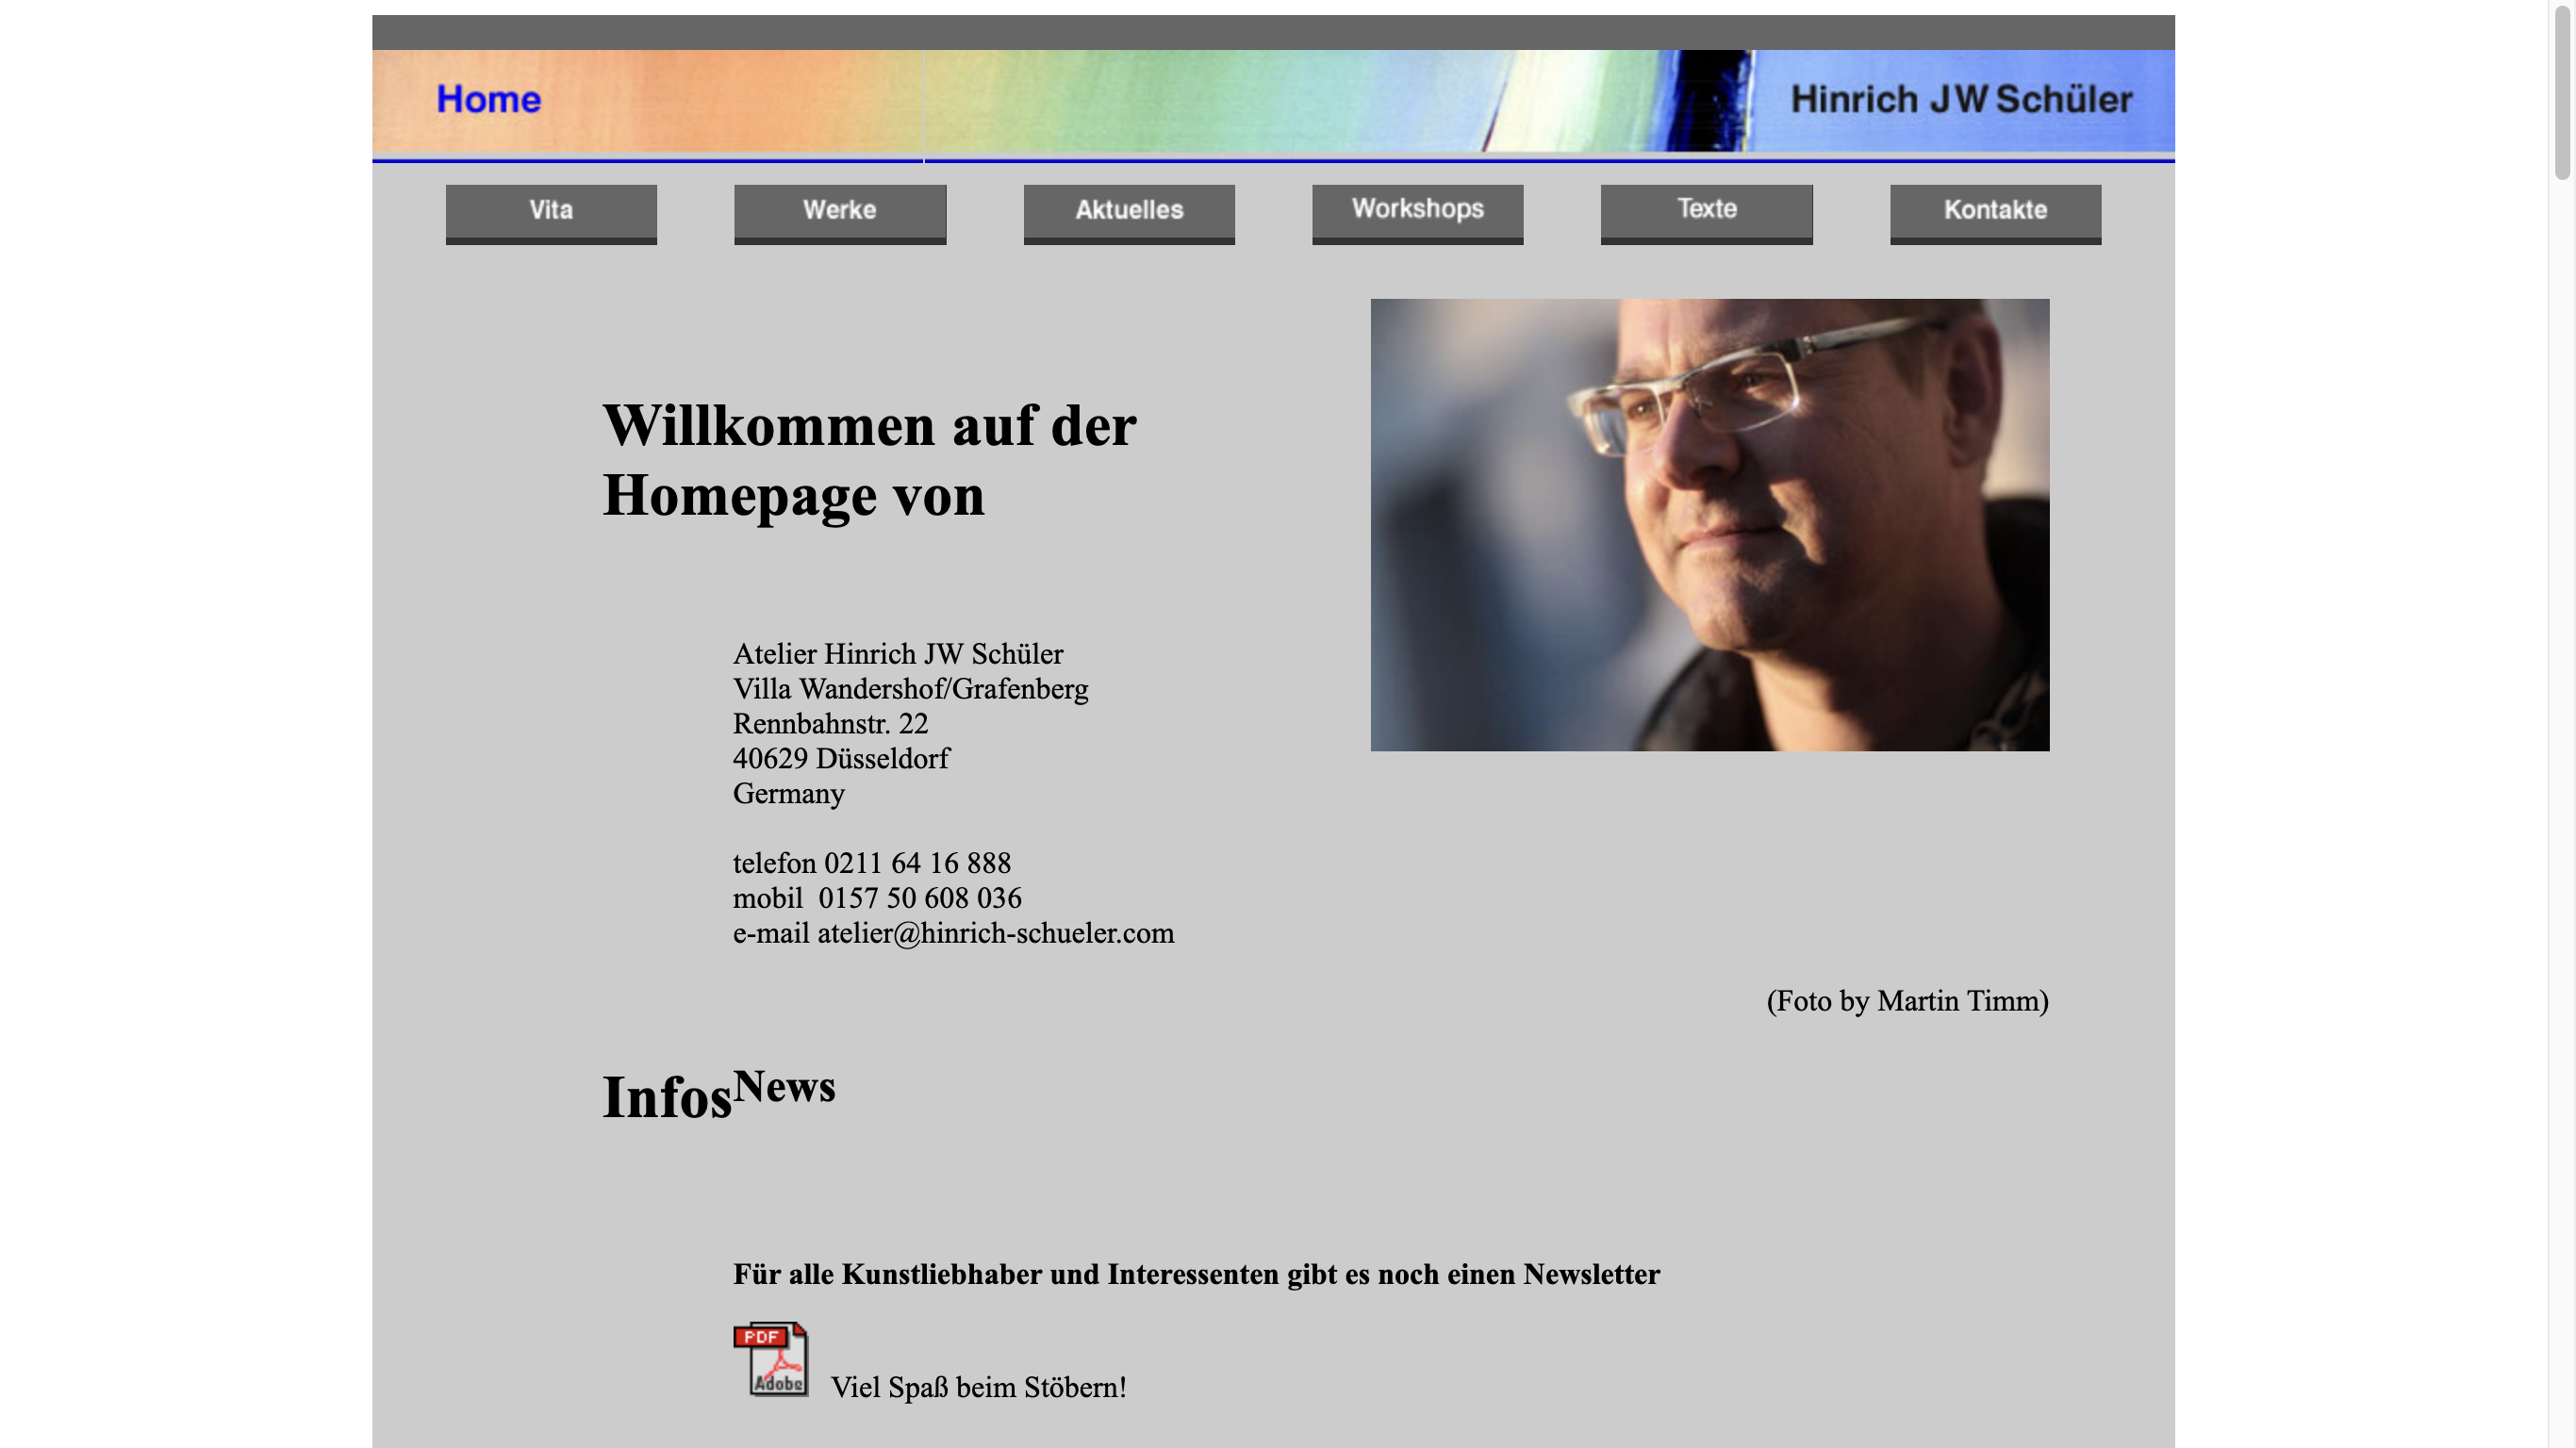 Home
Hinrich JW Schüler
Vita
Werke
Aktuelles
Workshops
Texte
Kontakte
Willkommen auf der
Homepage von
Atelier Hinrich JW Schüler
Villa Wandershof/Grafenberg
Rennbahnstr. 22
40629 Düsseldorf
Germany
telefon 0211 64 16 888
mobil  0157 50 608 036
e-mail atelier@hinrich-schueler.com
(Foto by Martin Timm)
InfosNews
Für alle Kunstliebhaber und Interessenten gibt es noch einen Newsletter
PDF
Adobe
Viel Spaß beim Stöbern!